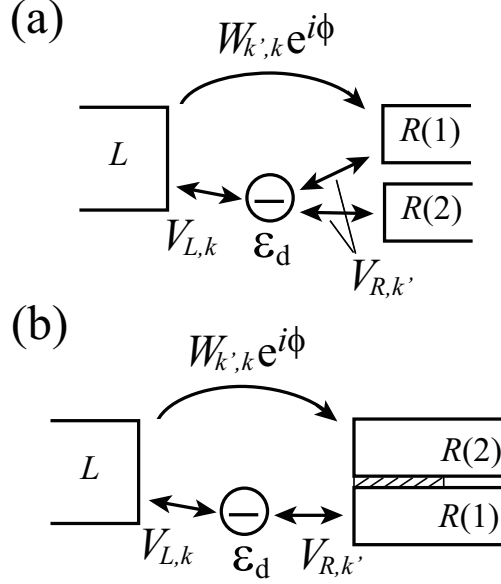 (a)
W_{k',k} e^{iϕ}
L
R(1)
R(2)
V_{L,k}
ε_d
V_{R,k'}
(b)
W_{k',k} e^{iϕ}
L
R(2)
R(1)
V_{L,k}
ε_d
V_{R,k'}